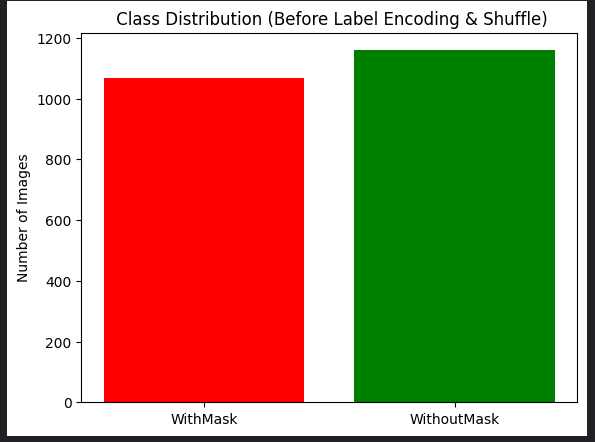 Class Distribution (Before Label Encoding & Shuffle)
1200
1000
800
600
400
200
0
Number of Images
WithMask
WithoutMask